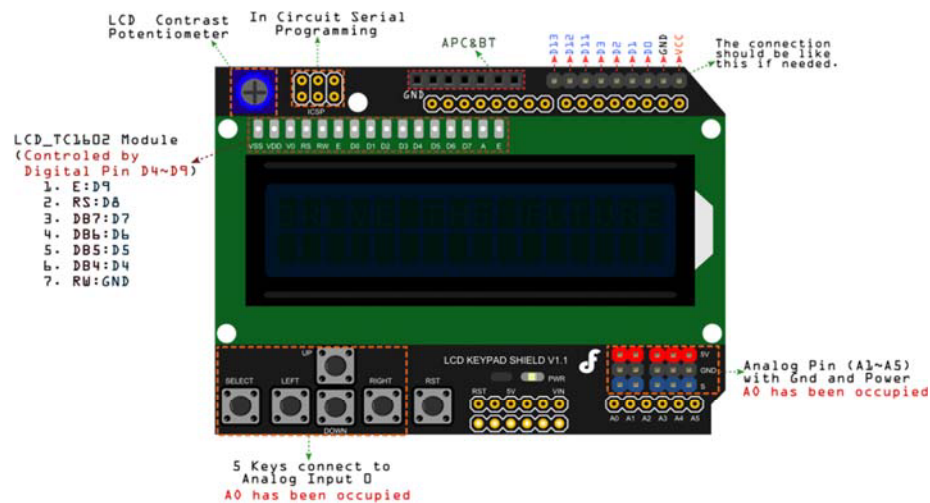 LCD Contrast
Potentiometer
In Circuit Serial
Programming
APC&BT
D13
D12
D11
D3
D2
D1
D0
GND
VCC
The connection
should be like
this if needed.
GND
ICSP
VSS VDD V0 RS RW E D0 D1 D2 D3 D4 D5 D6 D7 A E
LCD_TC1602 Module
(Controled by
Digital Pin D4~D9)
1. E:D9
2. RS:D8
3. DB7:D7
4. DB6:D6
5. DB5:D5
6. DB4:D4
7. RW:GND
UP
SELECT
LEFT
RIGHT
RST
DOWN
LCD KEYPAD SHIELD V1.1
PWR
RST 5V VIN
5V
GND
S
A0 A1 A2 A3 A4 A5
Analog Pin (A1~A5)
with Gnd and Power
A0 has been occupied
5 Keys connect to
Analog Input 0
A0 has been occupied